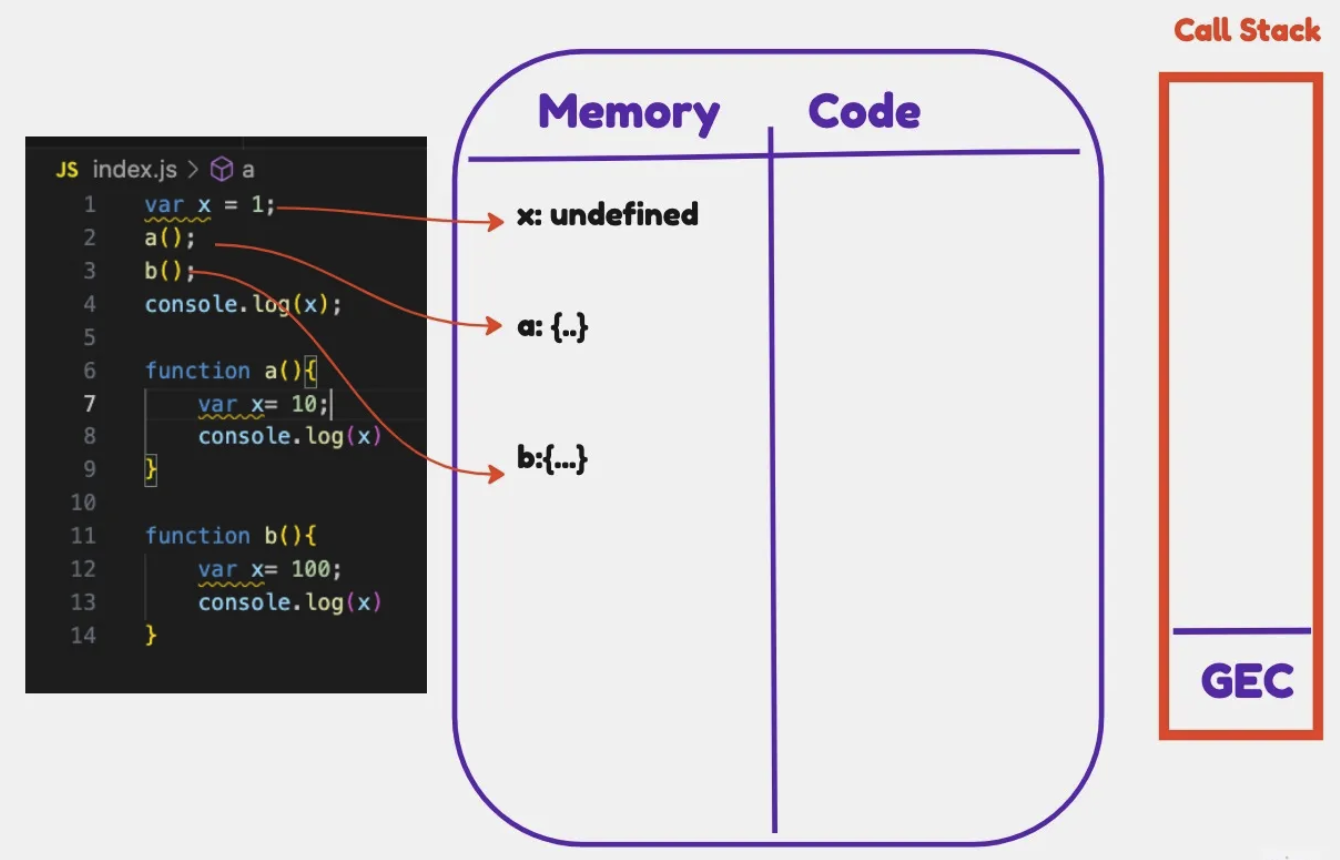 Call Stack
Memory Code
JS index.js > a
1 var x = 1;
2 a();
3 b();
4 console.log(x);
5
6 function a(){
7 var x= 10;
8 console.log(x)
9 }
10
11 function b(){
12 var x= 100;
13 console.log(x)
14 }
x: undefined
a: {..}
b:{...}
GEC